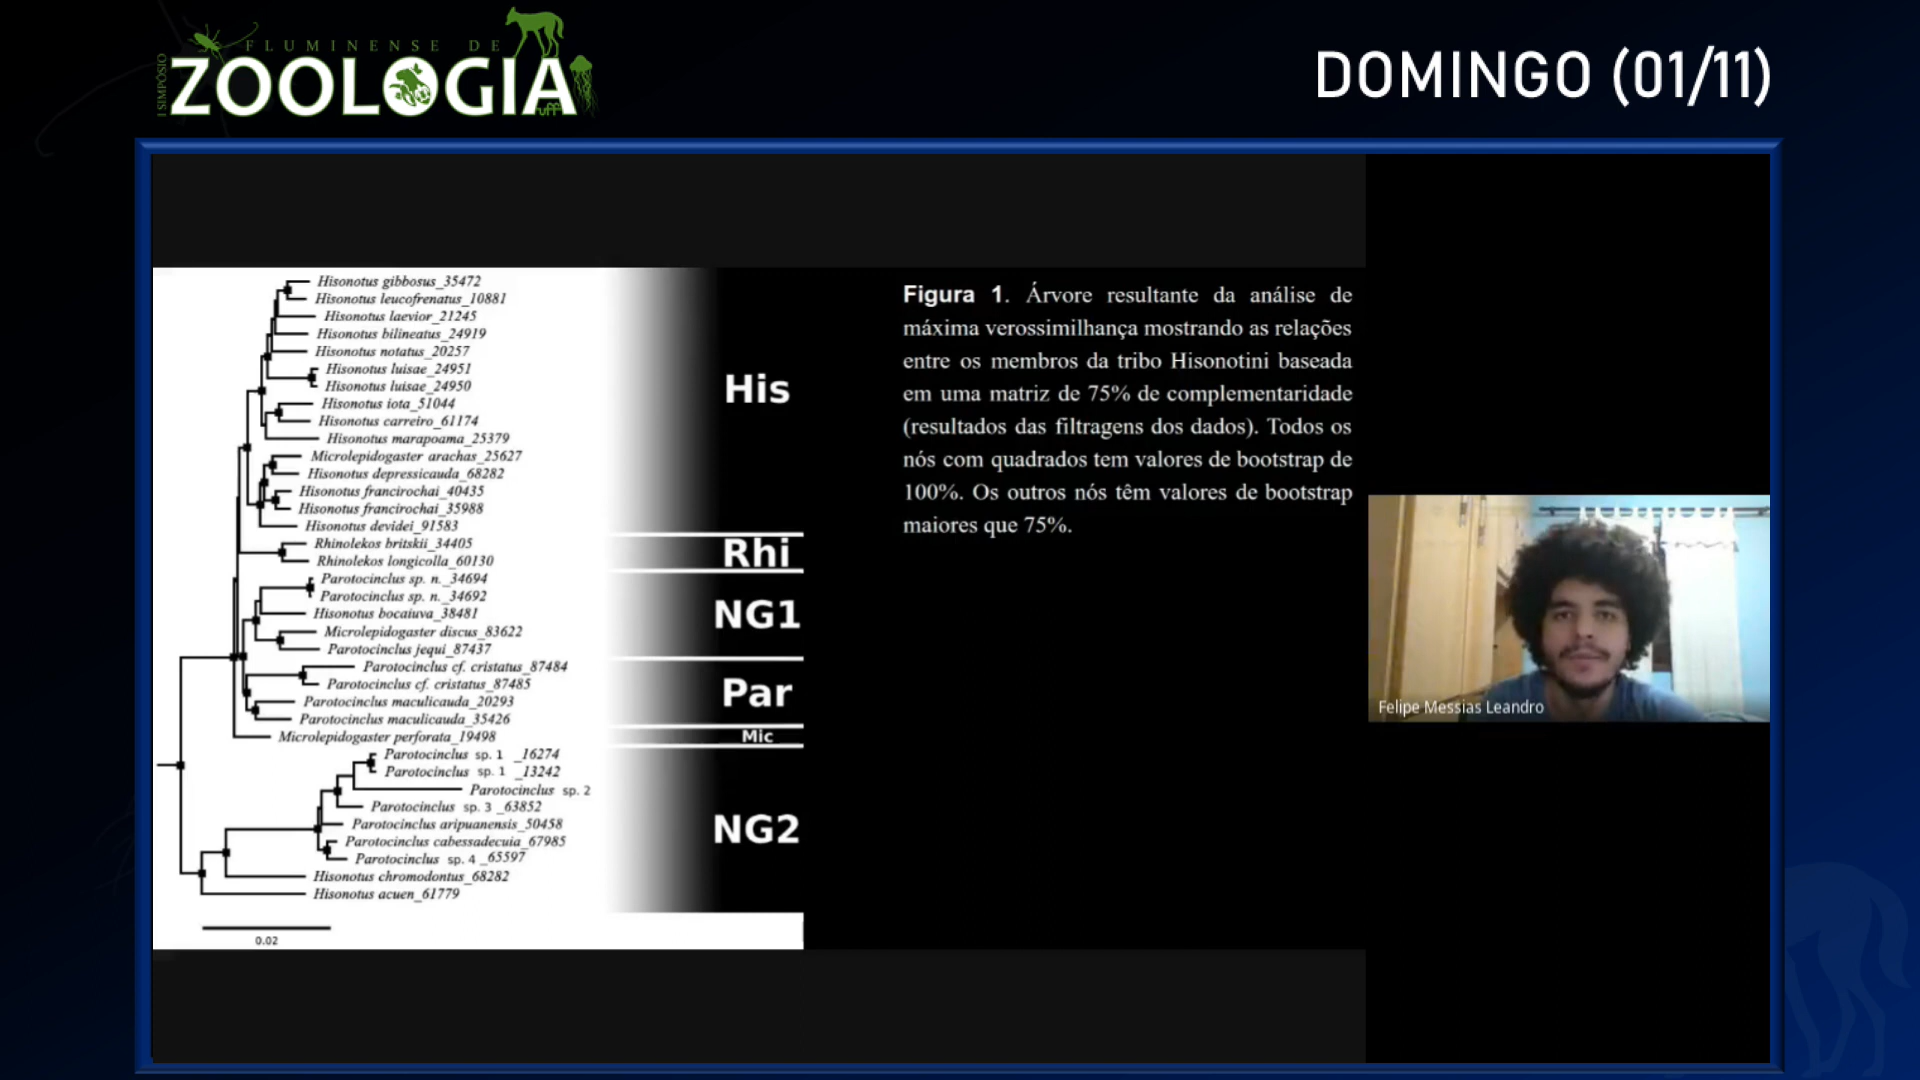 I SIMPÓSIO
FLUMINENSE DE
ZOOLOGIA
uff
DOMINGO (01/11)
Hisonotus gibbosus_35472
Hisonotus leucofrenatus_10881
Hisonotus laevior_21245
Hisonotus bilineatus_24919
Hisonotus notatus_20257
Hisonotus luisae_24951
Hisonotus luisae_24950
Hisonotus iota_51044
Hisonotus carreiro_61174
Hisonotus marapoama_25379
Microlepidogaster arachas_25627
Hisonotus depressicauda_68282
Hisonotus francirochai_40435
Hisonotus francirochai_35988
Hisonotus devidei_91583
Rhinolekos britskii_34405
Rhinolekos longicolla_60130
Parotocinclus sp. n._34694
Parotocinclus sp. n._34692
Hisonotus bocaiuva_38481
Microlepidogaster discus_83622
Parotocinclus jequi_87437
Parotocinclus cf. cristatus_87484
Parotocinclus cf. cristatus_87485
Parotocinclus maculicauda_20293
Parotocinclus maculicauda_35426
Microlepidogaster perforata_19498
Parotocinclus sp. 1 _16274
Parotocinclus sp. 1 _13242
Parotocinclus sp. 2
Parotocinclus sp. 3 _63852
Parotocinclus aripuanensis_50458
Parotocinclus cabessadecuia_67985
Parotocinclus sp. 4 _65597
Hisonotus chromodontus_68282
Hisonotus acuen_61779
0.02
His
Rhi
NG1
Par
Mic
NG2
Figura 1. Árvore resultante da análise de
máxima verossimilhança mostrando as relações
entre os membros da tribo Hisonotini baseada
em uma matriz de 75% de complementaridade
(resultados das filtragens dos dados). Todos os
nós com quadrados tem valores de bootstrap de
100%. Os outros nós têm valores de bootstrap
maiores que 75%.
Felipe Messias Leandro